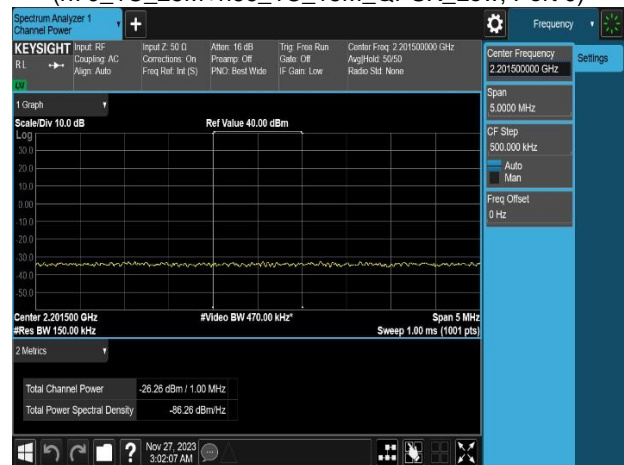 Spectrum Analyzer 1
Channel Power
Frequency
KEYSIGHT
RL
Input: RF
Coupling: AC
Align: Auto
Input Z: 50 Ω
Corrections: On
Freq Ref: Int (S)
Atten: 16 dB
Preamp: Off
PNO: Best Wide
Trig: Free Run
Gate: Off
IF Gain: Low
Center Freq: 2.201500000 GHz
Avg|Hold: 50/50
Radio Std: None
Center Frequency
2.201500000 GHz
Settings
Span
5.0000 MHz
CF Step
500.000 kHz
Auto
Man
Freq Offset
0 Hz
1 Graph
Scale/Div 10.0 dB
Ref Value 40.00 dBm
Log
30.0
20.0
10.0
0.00
-10.0
-20.0
-30.0
-40.0
-50.0
Center 2.201500 GHz
#Video BW 470.00 kHz*
Span 5 MHz
#Res BW 150.00 kHz
Sweep 1.00 ms (1001 pts)
2 Metrics
Total Channel Power -26.26 dBm / 1.00 MHz
Total Power Spectral Density -86.26 dBm/Hz
?
Nov 27, 2023
3:02:07 AM